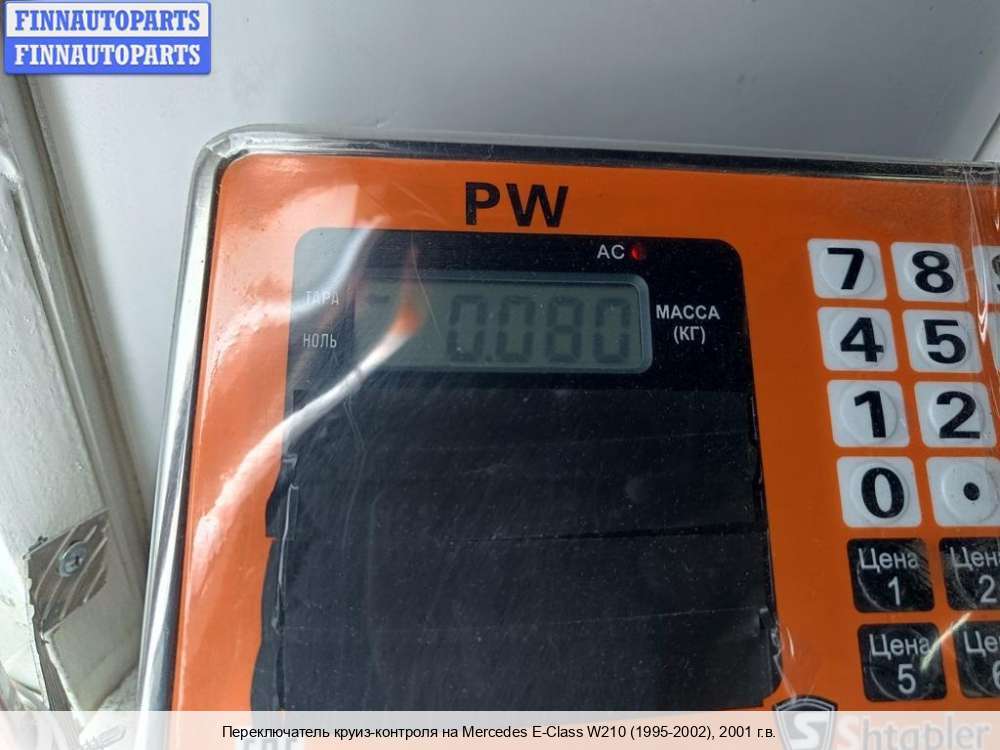 FINNAUTOPARTS
FINNAUTOPARTS
PW
AC
ТАРА
0.080
МАССА
(КГ)
НОЛЬ
7 8
4 5
1 2
0 .
Цена
1
Цена
5
2
Shtabler
Переключатель круиз-контроля на Mercedes E-Class W210 (1995-2002), 2001 г.в.